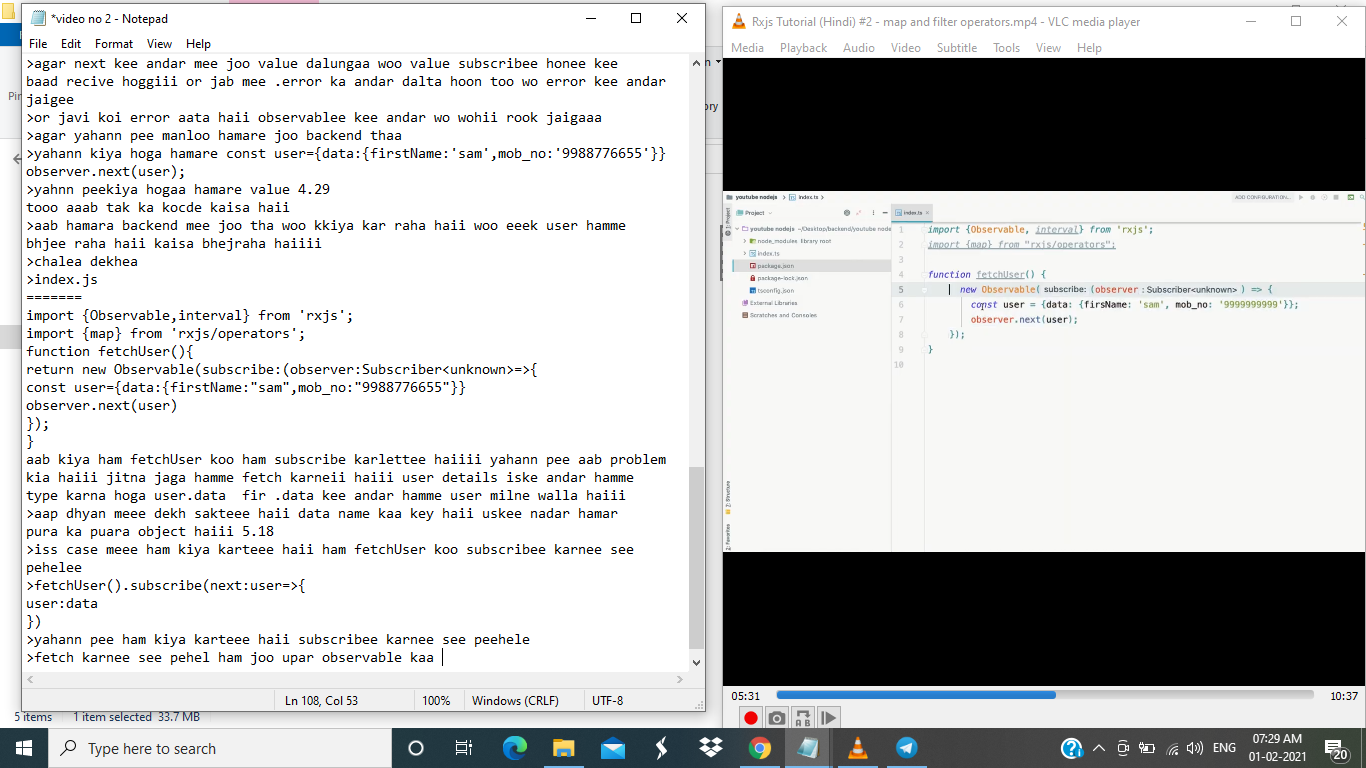 *video no 2 - Notepad
File Edit Format View Help
>agar next kee andar mee joo value dalungaa woo value subscribee honee kee
baad recive hoggiii or jab mee .error ka andar dalta hoon too wo error kee andar
jaigee
>or javi koi error aata haii observablee kee andar wo wohii rook jaigaaa
>agar yahann pee manloo hamare joo backend thaa
>yahann kiya hoga hamare const user={data:{firstName:'sam',mob_no:'9988776655'}}
observer.next(user);
>yahnn peekiya hogaa hamare value 4.29
tooo aaab tak ka kocde kaisa haii
>aab hamara backend mee joo tha woo kkiya kar raha haii woo eeek user hamme
bhjee raha haii kaisa bhejraha haiiii
>chalea dekhea
>index.js
=======
import {Observable,interval} from 'rxjs';
import {map} from 'rxjs/operators';
function fetchUser(){
return new Observable(subscribe:(observer:Subscriber<unknown>=>{
const user={data:{firstName:"sam",mob_no:"9988776655"}}
observer.next(user)
});
}
aab kiya ham fetchUser koo ham subscribe karlettee haiiii yahann pee aab problem
kia haiii jitna jaga hamme fetch karneii haiii user details iske andar hamme
type karna hoga user.data  fir .data kee andar hamme user milne walla haiii
>aap dhyan meee dekh sakteee haii data name kaa key haii uskee nadar hamar
pura ka puara object haiii 5.18
>iss case meee ham kiya karteee haii ham fetchUser koo subscribee karnee see
pehelee
>fetchUser().subscribe(next:user=>{
user:data
})
>yahann pee ham kiya karteee haii subscribee karnee see peehele
>fetch karnee see pehel ham joo upar observable kaa
Ln 108, Col 53 100% Windows (CRLF) UTF-8
5 items 1 item selected 33.7 MB
Rxjs Tutorial (Hindi) #2 - map and filter operators.mp4 - VLC media player
Media Playback Audio Video Subtitle Tools View Help
youtube nodejs index.ts ADD CONFIGURATION...
Project index.ts
youtube nodejs ~/Desktop/backend/youtube node
node_modules library root
index.ts
package.json
package-lock.json
tsconfig.json
External Libraries
Scratches and Consoles
1 import {Observable, interval} from 'rxjs';
2 import {map} from "rxjs/operators";
3
4 function fetchUser() {
5 new Observable( subscribe: (observer : Subscriber<unknown> ) => {
6 const user = {data: {firsName: 'sam', mob_no: '9999999999'}};
7 observer.next(user);
8 });
9 }
10
05:31 10:37
Type here to search
ENG
07:29 AM
01-02-2021
20